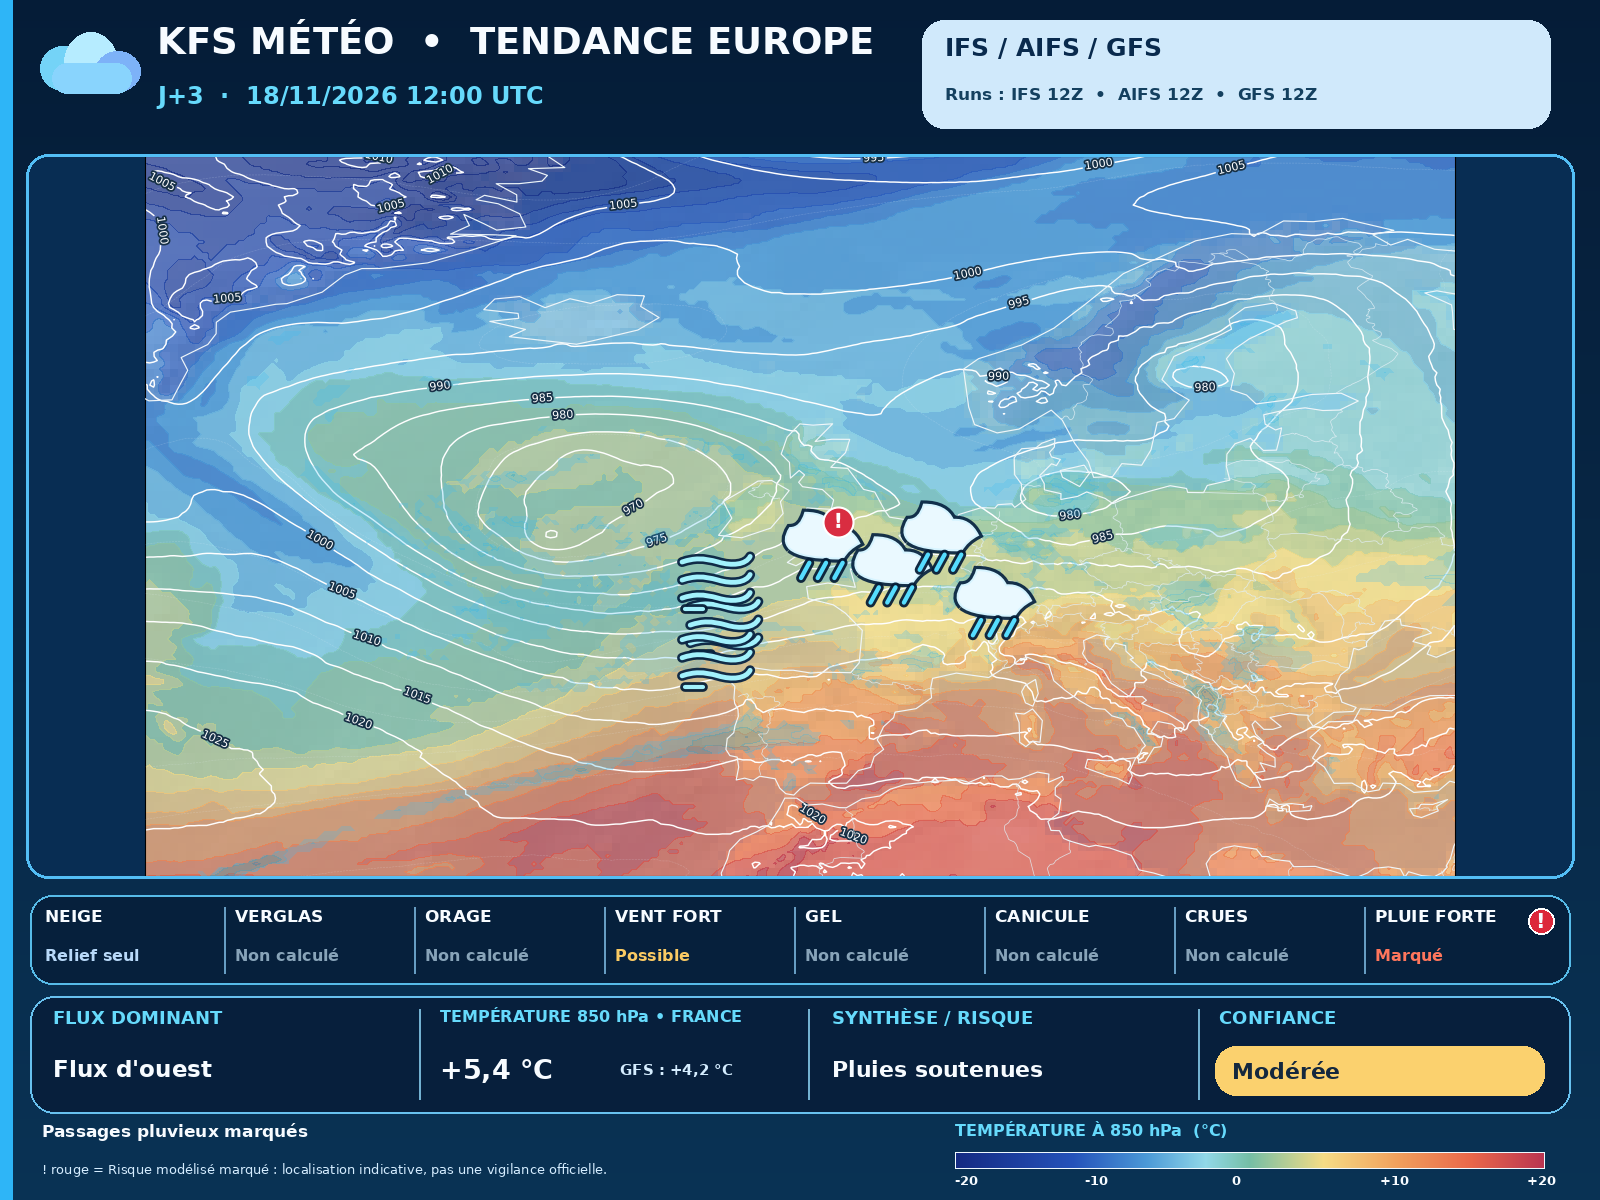 KFS MÉTÉO • TENDANCE EUROPE
J+3 · 18/11/2026 12:00 UTC
IFS / AIFS / GFS
Runs : IFS 12Z • AIFS 12Z • GFS 12Z
1010
995
1000
1005
1005
1010
1005
1005
1000
1005
1000
995
990
990
985
980
980
970
975
980
985
1000
1005
1010
1015
1020
1025
1020
1020
!
NEIGE
Relief seul
VERGLAS
Non calculé
ORAGE
Non calculé
VENT FORT
Possible
GEL
Non calculé
CANICULE
Non calculé
CRUES
Non calculé
PLUIE FORTE !
Marqué
FLUX DOMINANT
Flux d'ouest
TEMPÉRATURE 850 hPa • FRANCE
+5,4 °C GFS : +4,2 °C
SYNTHÈSE / RISQUE
Pluies soutenues
CONFIANCE
Modérée
Passages pluvieux marqués
! rouge = Risque modélisé marqué : localisation indicative, pas une vigilance officielle.
TEMPÉRATURE À 850 hPa (°C)
-20 -10 0 +10 +20